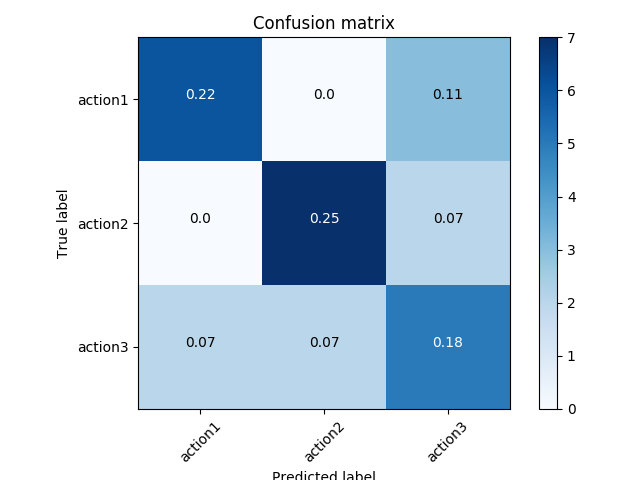 Confusion matrix
7
6
5
4
3
2
1
0
True label
action1
0.22
0.0
0.11
action2
0.0
0.25
0.07
action3
0.07
0.07
0.18
action1
action2
action3
Predicted label